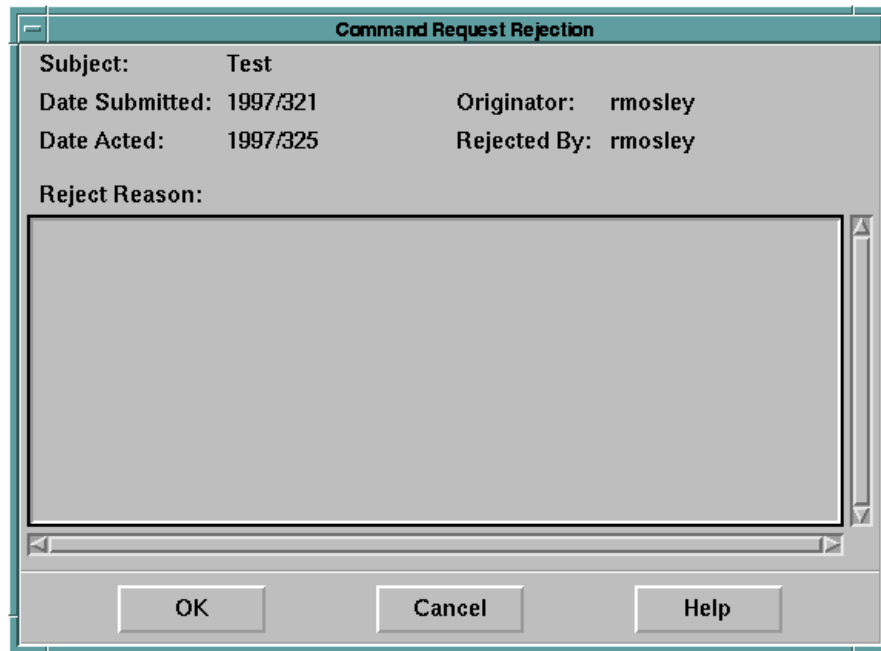 Command Request Rejection
Subject: Test
Date Submitted: 1997/321 Originator: rmosley
Date Acted: 1997/325 Rejected By: rmosley
Reject Reason:
OK Cancel Help